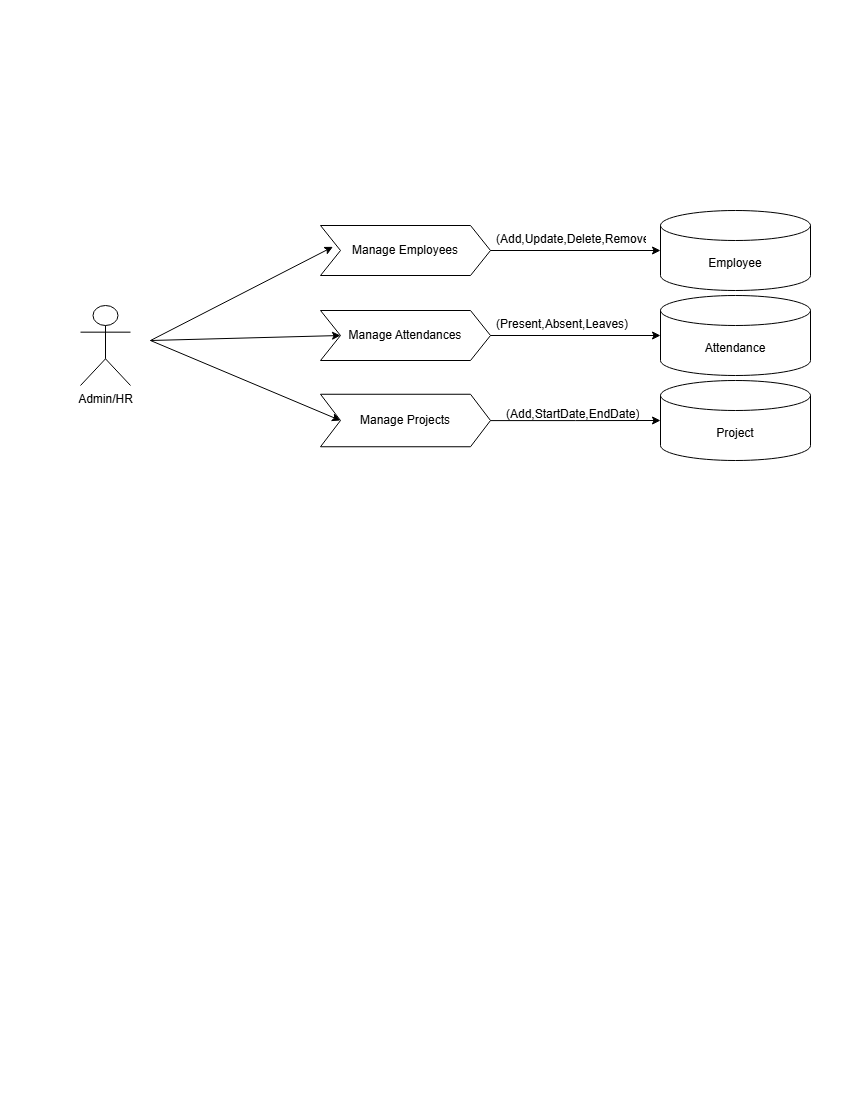 (Add,Update,Delete,Remove
Manage Employees
Employee
(Present,Absent,Leaves)
Manage Attendances
Attendance
Admin/HR
(Add,StartDate,EndDate)
Manage Projects
Project